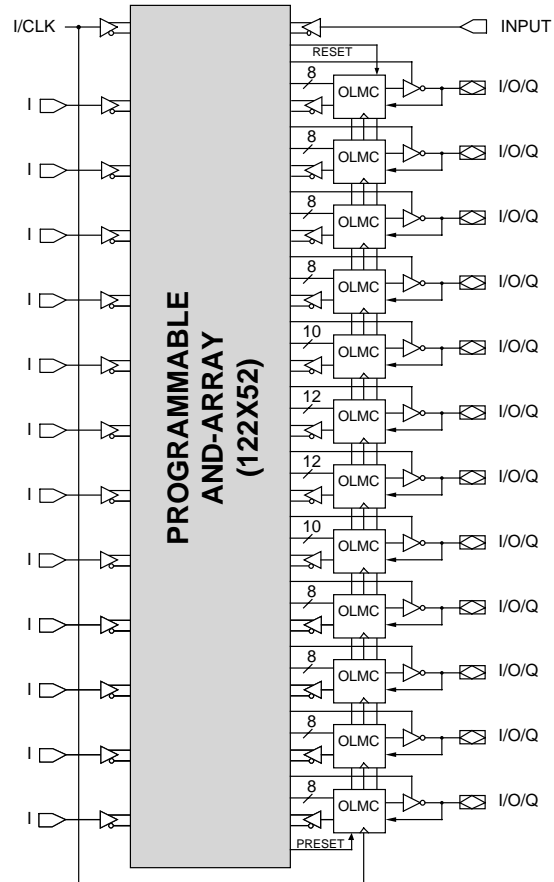 I/CLK
INPUT
RESET
8
OLMC
I/O/Q
I
8
OLMC
I/O/Q
I
8
OLMC
I/O/Q
I
8
OLMC
I/O/Q
I
10
OLMC
I/O/Q
I
12
OLMC
I/O/Q
I
12
OLMC
I/O/Q
I
10
OLMC
I/O/Q
I
8
OLMC
I/O/Q
I
8
OLMC
I/O/Q
I
8
OLMC
I/O/Q
I
8
OLMC
I/O/Q
I
PRESET
PROGRAMMABLE
AND-ARRAY
(122X52)